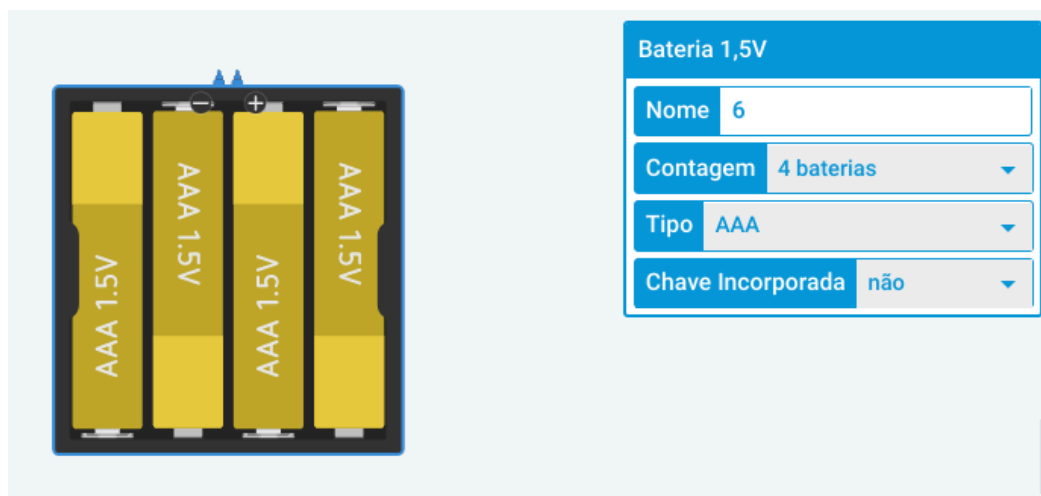 Bateria 1,5V
Nome 6
Contagem 4 baterias
Tipo AAA
Chave Incorporada não
AAA 1.5V
AAA 1.5V
AAA 1.5V
AAA 1.5V